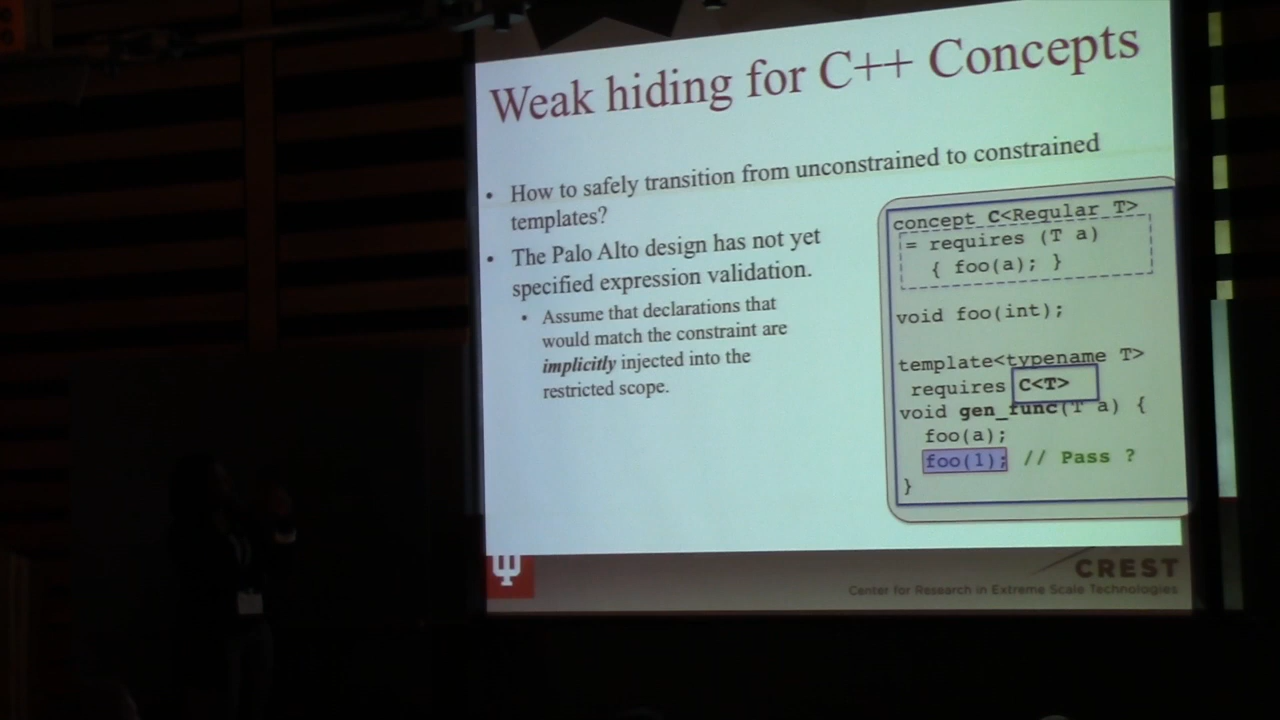 Weak hiding for C++ Concepts
• How to safely transition from unconstrained to constrained
templates?
• The Palo Alto design has not yet
specified expression validation.
• Assume that declarations that
would match the constraint are
implicitly injected into the
restricted scope.
concept C<Regular T>
= requires (T a)
{ foo(a); }
void foo(int);
template<typename T>
requires C<T>
void gen_func(T a) {
foo(a);
foo(1); // Pass ?
}
CREST
Center for Research in Extreme Scale Technologies